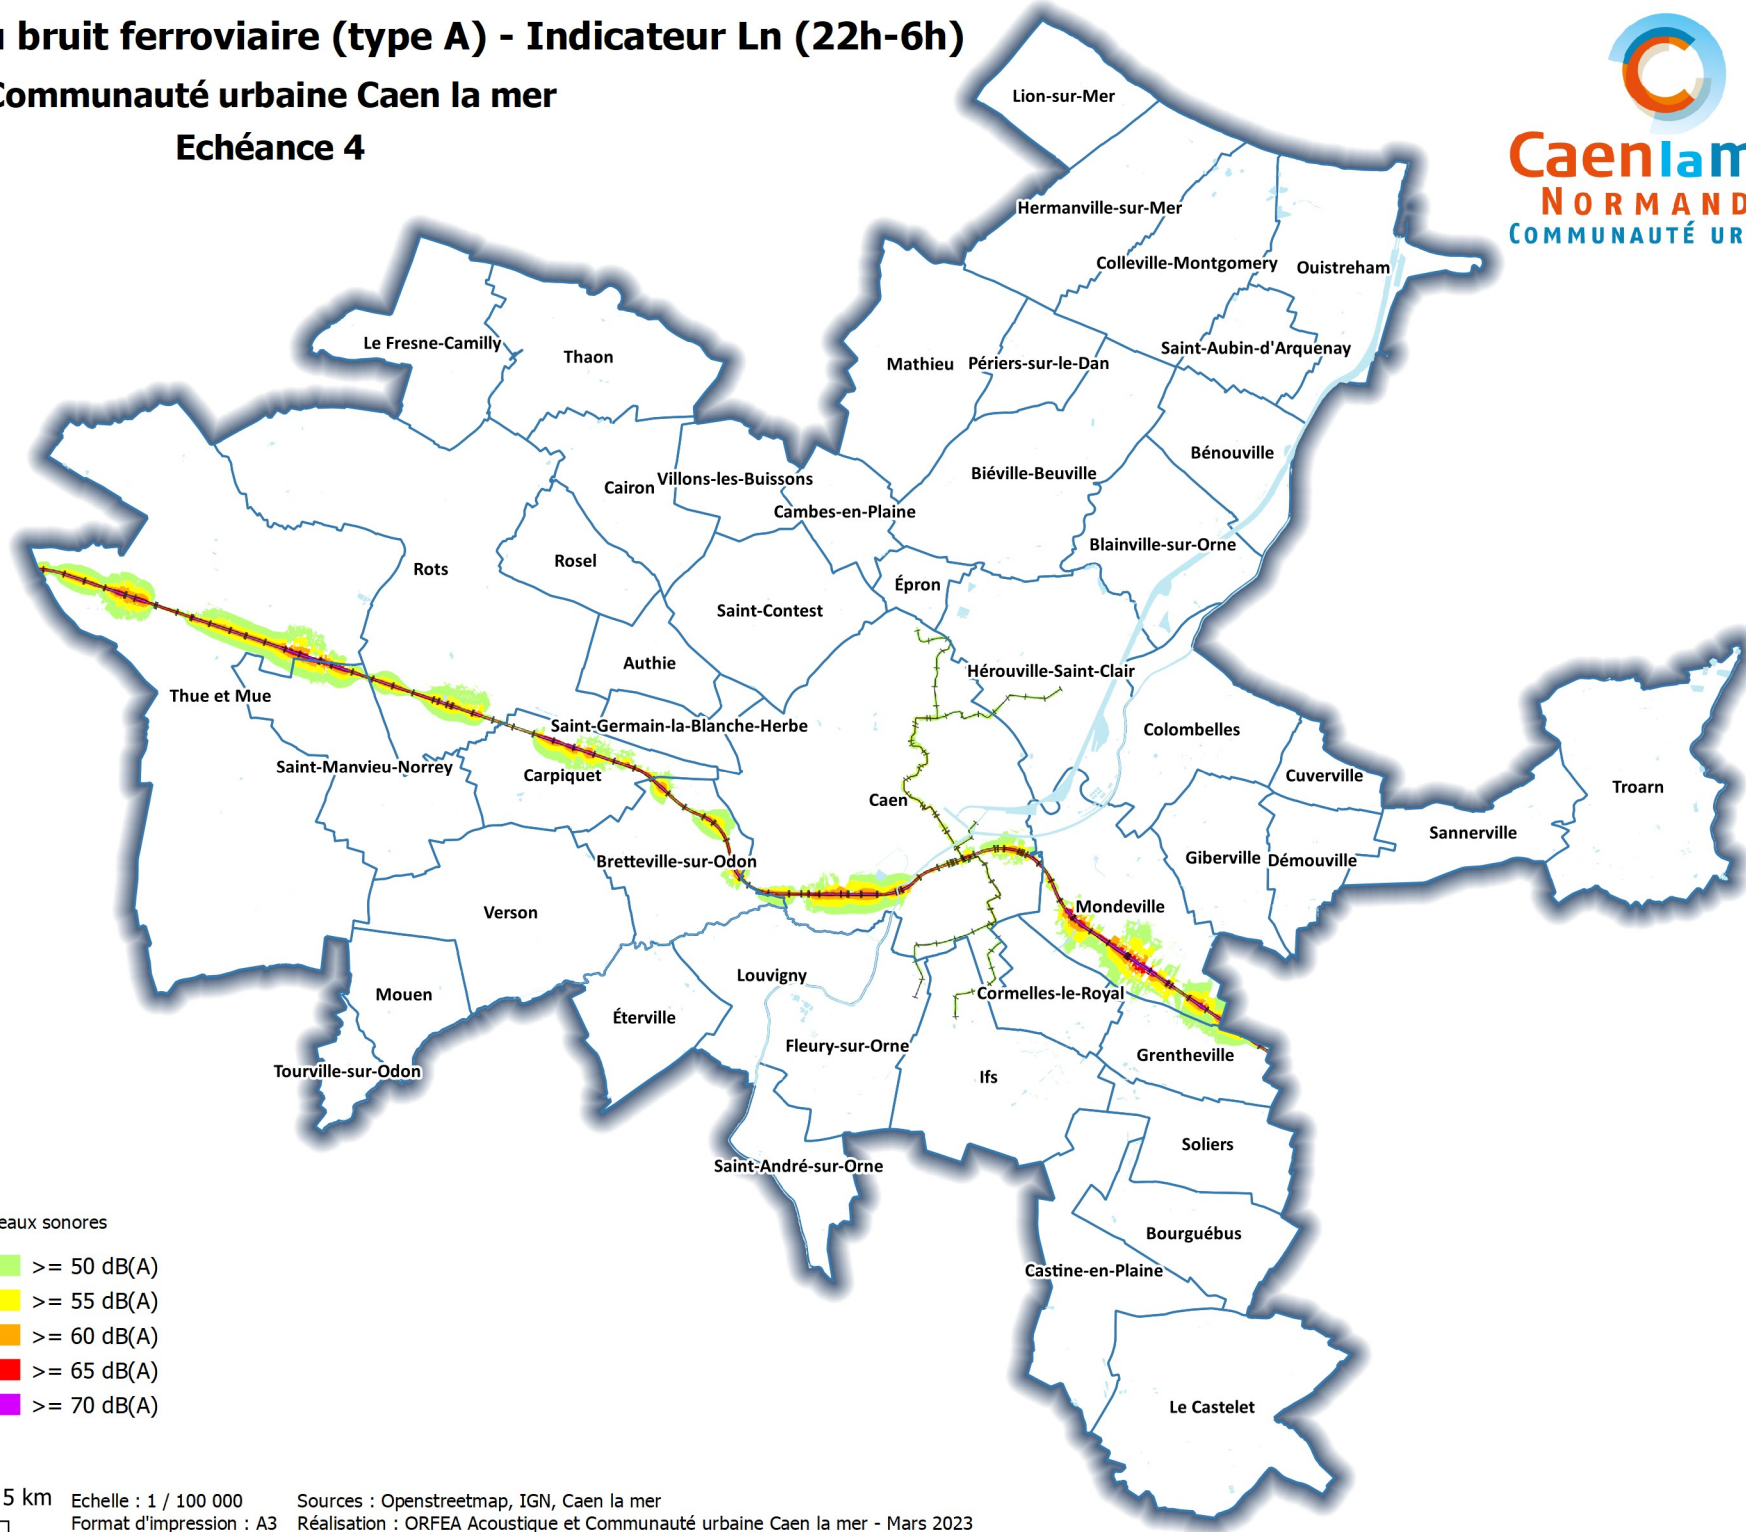 bruit ferroviaire (type A) - Indicateur Ln (22h-6h)
Communauté urbaine Caen la mer
Echéance 4
Caenlam
NORMAND
COMMUNAUTÉ UR
Lion-sur-Mer
Hermanville-sur-Mer
Colleville-Montgomery
Ouistreham
Le Fresne-Camilly
Thaon
Mathieu
Périers-sur-le-Dan
Saint-Aubin-d'Arquenay
Bénouville
Cairon
Villons-les-Buissons
Biéville-Beuville
Cambes-en-Plaine
Blainville-sur-Orne
Rots
Rosel
Épron
Saint-Contest
Authie
Hérouville-Saint-Clair
Thue et Mue
Saint-Germain-la-Blanche-Herbe
Colombelles
Saint-Manvieu-Norrey
Carpiquet
Cuverville
Troarn
Caen
Sannerville
Bretteville-sur-Odon
Giberville
Démouville
Verson
Mondeville
Louvigny
Mouen
Cormelles-le-Royal
Éterville
Fleury-sur-Orne
Grentheville
Tourville-sur-Odon
Ifs
Soliers
Saint-André-sur-Orne
Bourguébus
Castine-en-Plaine
Le Castelet
eaux sonores
>= 50 dB(A)
>= 55 dB(A)
>= 60 dB(A)
>= 65 dB(A)
>= 70 dB(A)
5 km
Echelle : 1 / 100 000
Sources : Openstreetmap, IGN, Caen la mer
Format d'impression : A3
Réalisation : ORFEA Acoustique et Communauté urbaine Caen la mer - Mars 2023